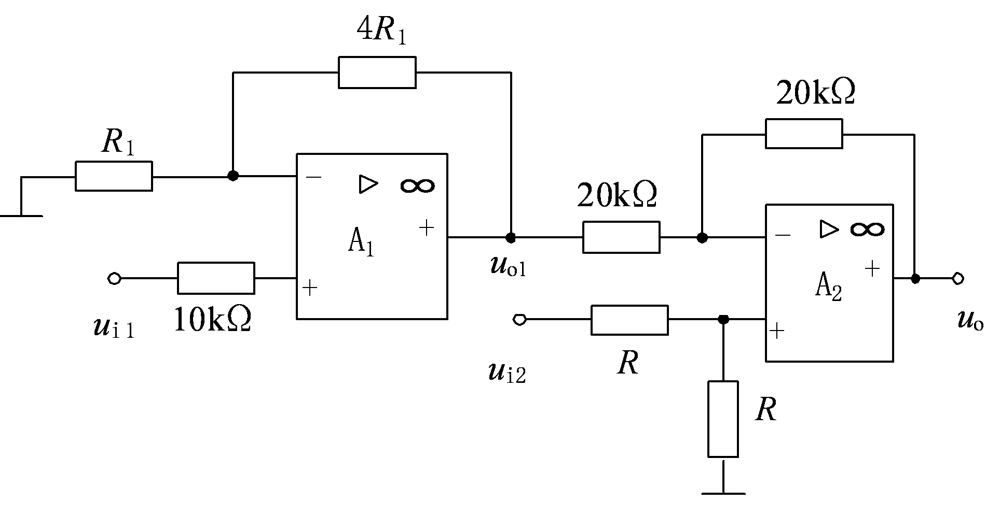 4R₁
20kΩ
R₁
− ▷ ∞
20kΩ
+
− ▷ ∞
A₁
uₒ₁
+
A₂
+
uᵢ₁
10kΩ
+
uₒ
R
uᵢ₂
R